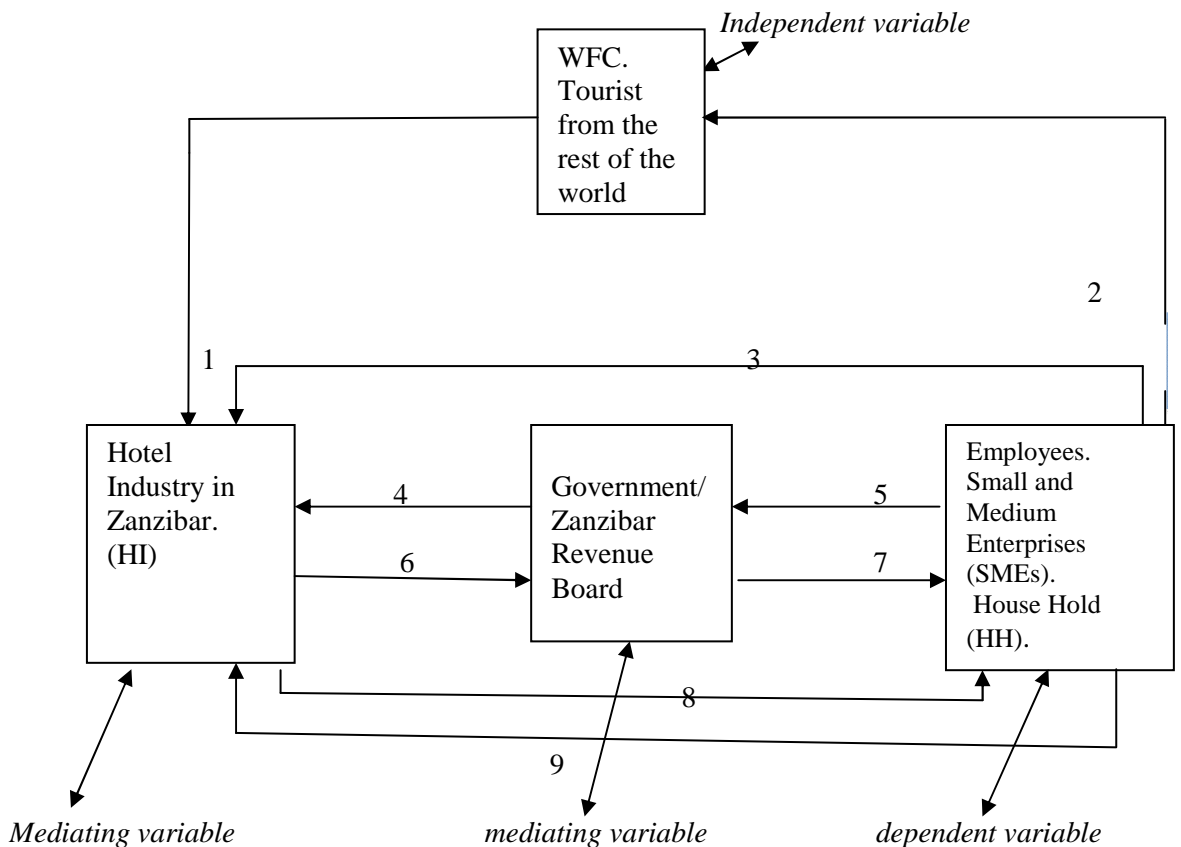 Independent variable
WFC.
Tourist
from the
rest of the
world
2
1
3
Hotel
Industry in
Zanzibar.
(HI)
4
6
Government/
Zanzibar
Revenue
Board
5
7
Employees.
Small and
Medium
Enterprises
(SMEs).
House Hold
(HH).
8
9
Mediating variable
mediating variable
dependent variable